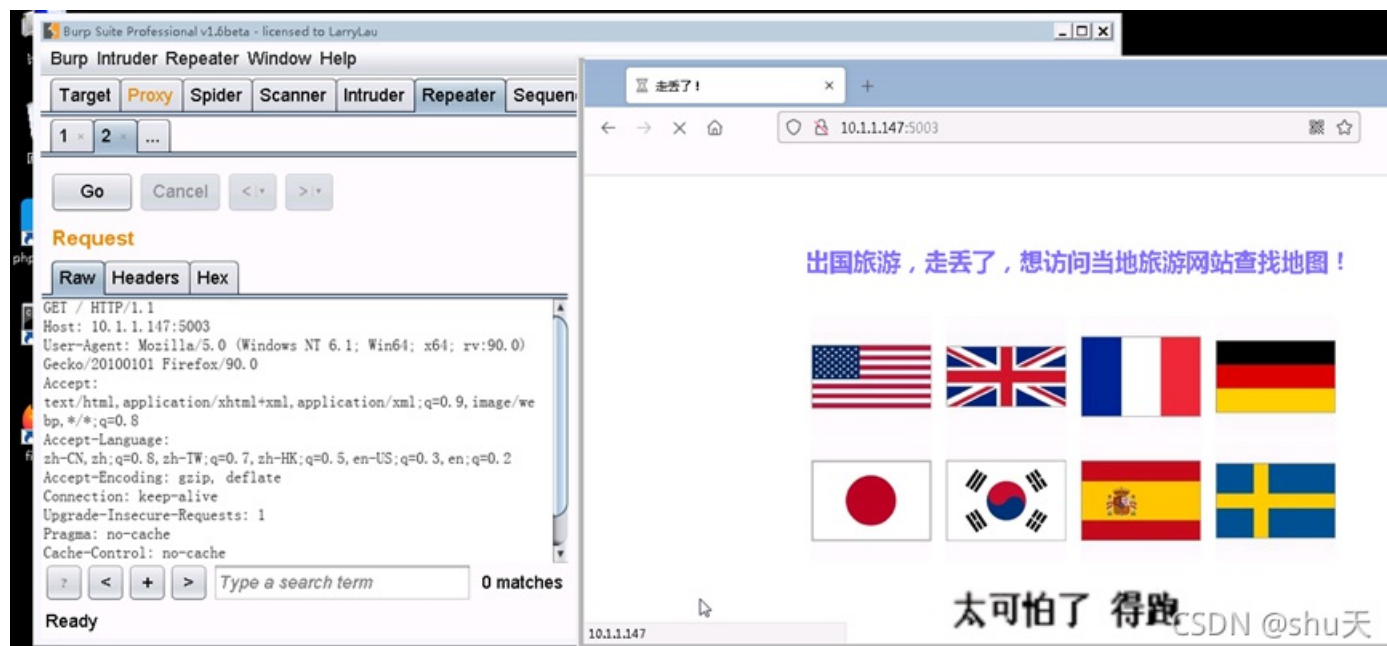 Burp Suite Professional v1.6beta - licensed to LarryLau
Burp Intruder Repeater Window Help
Target Proxy Spider Scanner Intruder Repeater Sequen
1 × 2 × ...
Go Cancel < >
Request
Raw Headers Hex
GET / HTTP/1.1
Host: 10.1.1.147:5003
User-Agent: Mozilla/5.0 (Windows NT 6.1; Win64; x64; rv:90.0)
Gecko/20100101 Firefox/90.0
Accept:
text/html,application/xhtml+xml,application/xml;q=0.9,image/we
bp,*/*;q=0.8
Accept-Language:
zh-CN,zh;q=0.8,zh-TW;q=0.7,zh-HK;q=0.5,en-US;q=0.3,en;q=0.2
Accept-Encoding: gzip, deflate
Connection: keep-alive
Upgrade-Insecure-Requests: 1
Pragma: no-cache
Cache-Control: no-cache
? < + > Type a search term 0 matches
Ready
走丢了!
10.1.1.147:5003
出国旅游，走丢了，想访问当地旅游网站查找地图！
太可怕了 得跑
10.1.1.147
CSDN @shu天